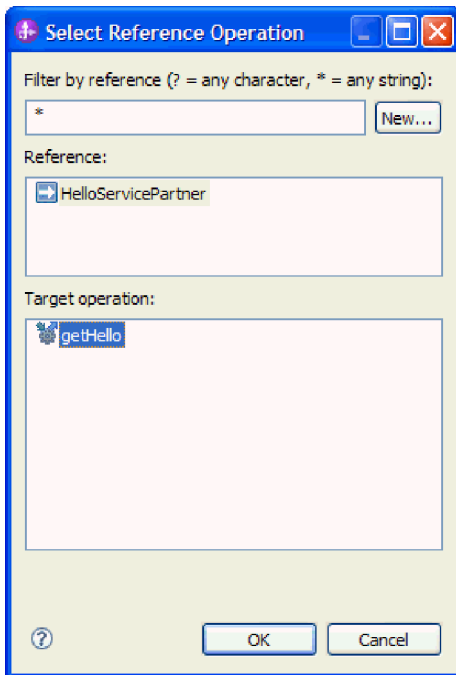 Select Reference Operation
Filter by reference (? = any character, * = any string):
*
New...
Reference:
HelloServicePartner
Target operation:
getHello
OK
Cancel